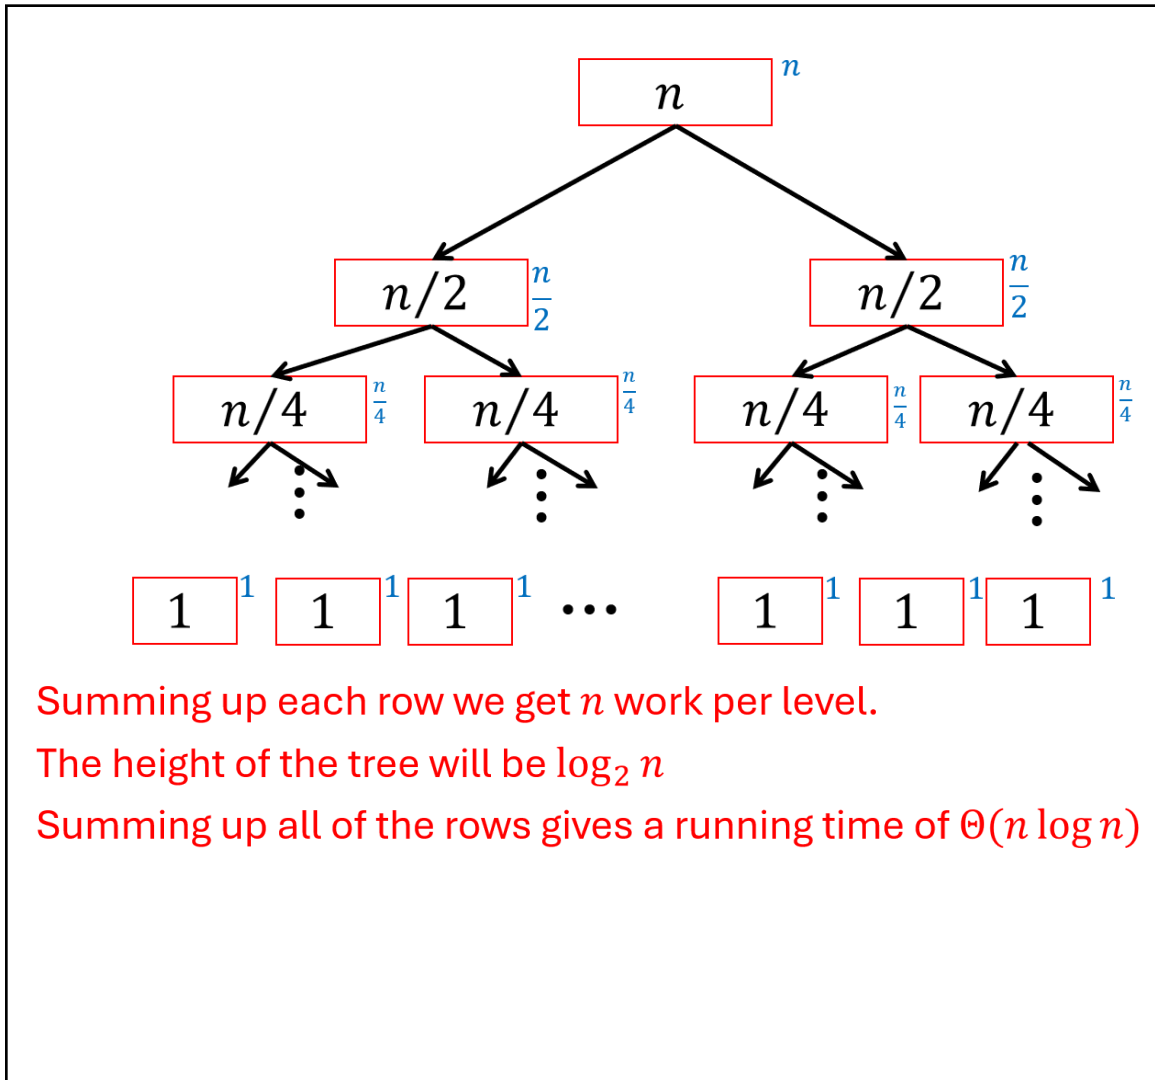 n n
n/2 n/2 n/2 n/2
n/4 n/4 n/4 n/4 n/4 n/4 n/4 n/4
1 1 1 1 1 1 ... 1 1 1 1 1 1
Summing up each row we get n work per level.
The height of the tree will be log₂ n
Summing up all of the rows gives a running time of Θ(n log n)